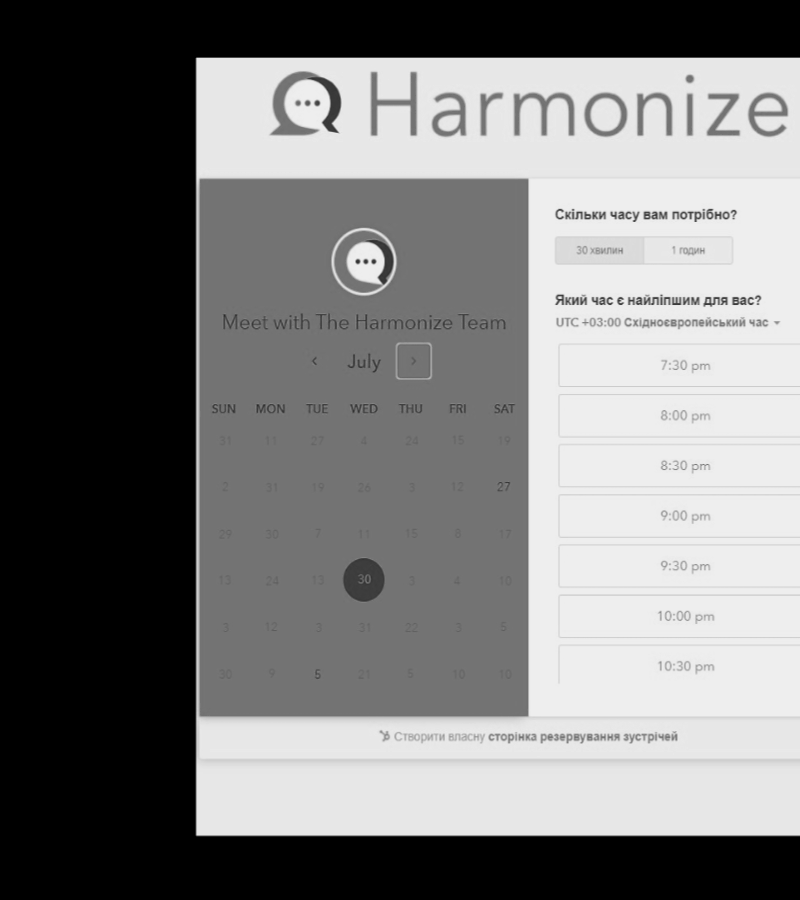 Harmonize
Meet with The Harmonize Team
July
SUN MON TUE WED THU FRI SAT
31 11 27 4 24 15 19
2 31 19 26 3 12 27
29 30 7 11 15 6 17
13 24 13 30 3 4 10
3 12 3 31 22 3 5
30 9 5 21 5 10 10
Скільки часу вам потрібно?
30 хвилин 1 годин
Який час є найліпшим для вас?
UTC +03:00 Східноєвропейський час
7:30 pm
8:00 pm
8:30 pm
9:00 pm
9:30 pm
10:00 pm
10:30 pm
Створити власну сторінка резервування зустрічей